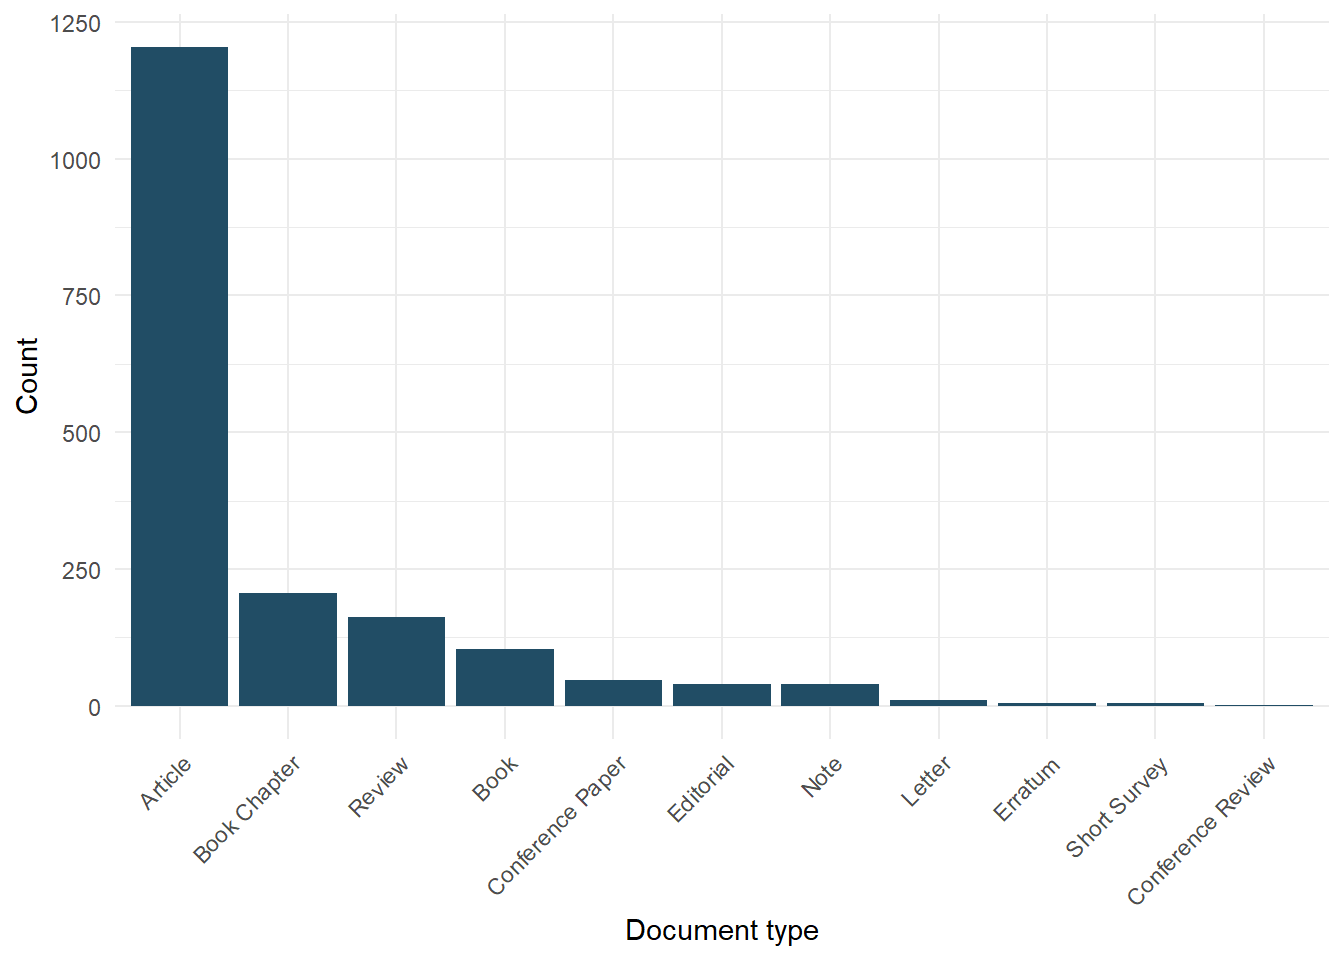 1250
1000
750
500
250
0
Count
Article
Book Chapter
Review
Book
Conference Paper
Editorial
Note
Letter
Erratum
Short Survey
Conference Review
Document type